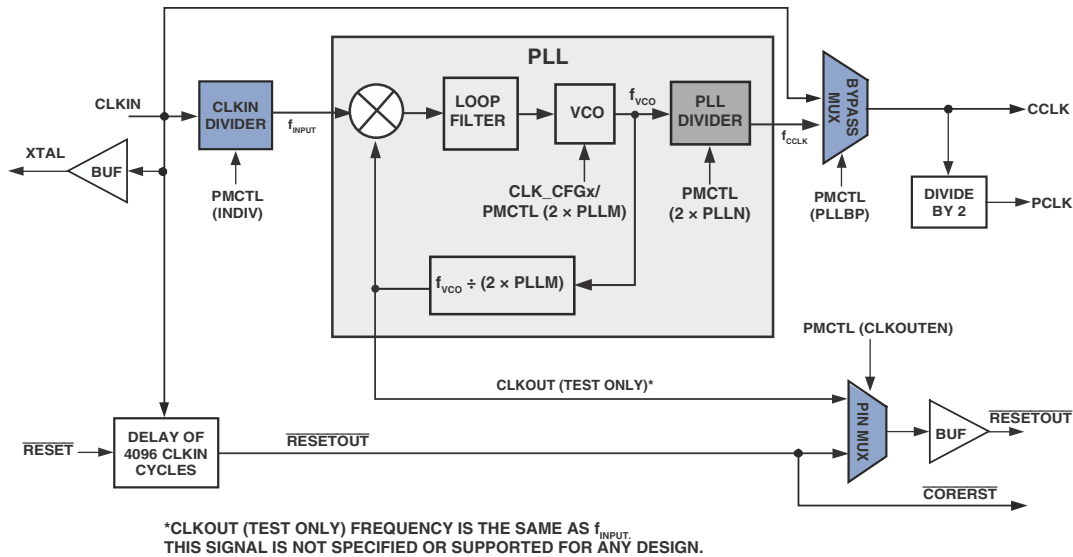 PLL
CLKIN
CLKIN
DIVIDER
f_INPUT
LOOP
FILTER
VCO
f_VCO
PLL
DIVIDER
f_CCLK
BYPASS
MUX
CCLK
XTAL
BUF
PMCTL
(INDIV)
CLK_CFGx/
PMCTL (2 × PLLM)
PMCTL
(2 × PLLN)
PMCTL
(PLLBP)
DIVIDE
BY 2
PCLK
f_VCO ÷ (2 × PLLM)
PMCTL (CLKOUTEN)
CLKOUT (TEST ONLY)*
PIN MUX
BUF
RESETOUT
RESET
DELAY OF
4096 CLKIN
CYCLES
RESETOUT
CORERST
*CLKOUT (TEST ONLY) FREQUENCY IS THE SAME AS f_INPUT.
THIS SIGNAL IS NOT SPECIFIED OR SUPPORTED FOR ANY DESIGN.